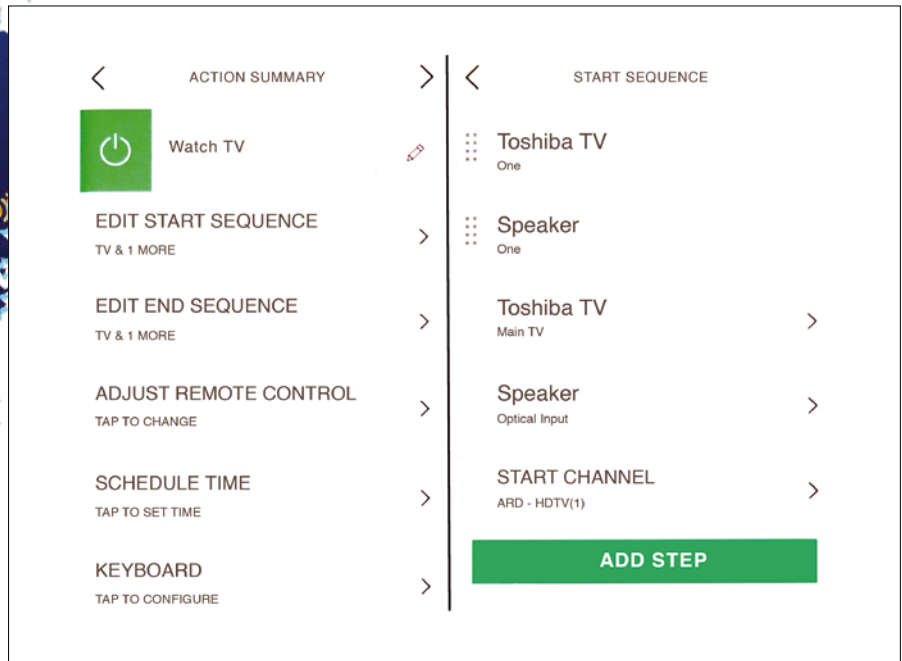 ACTION SUMMARY
Watch TV
EDIT START SEQUENCE
TV & 1 MORE
EDIT END SEQUENCE
TV & 1 MORE
ADJUST REMOTE CONTROL
TAP TO CHANGE
SCHEDULE TIME
TAP TO SET TIME
KEYBOARD
TAP TO CONFIGURE
START SEQUENCE
Toshiba TV
One
Speaker
One
Toshiba TV
Main TV
Speaker
Optical Input
START CHANNEL
ARD - HDTV(1)
ADD STEP